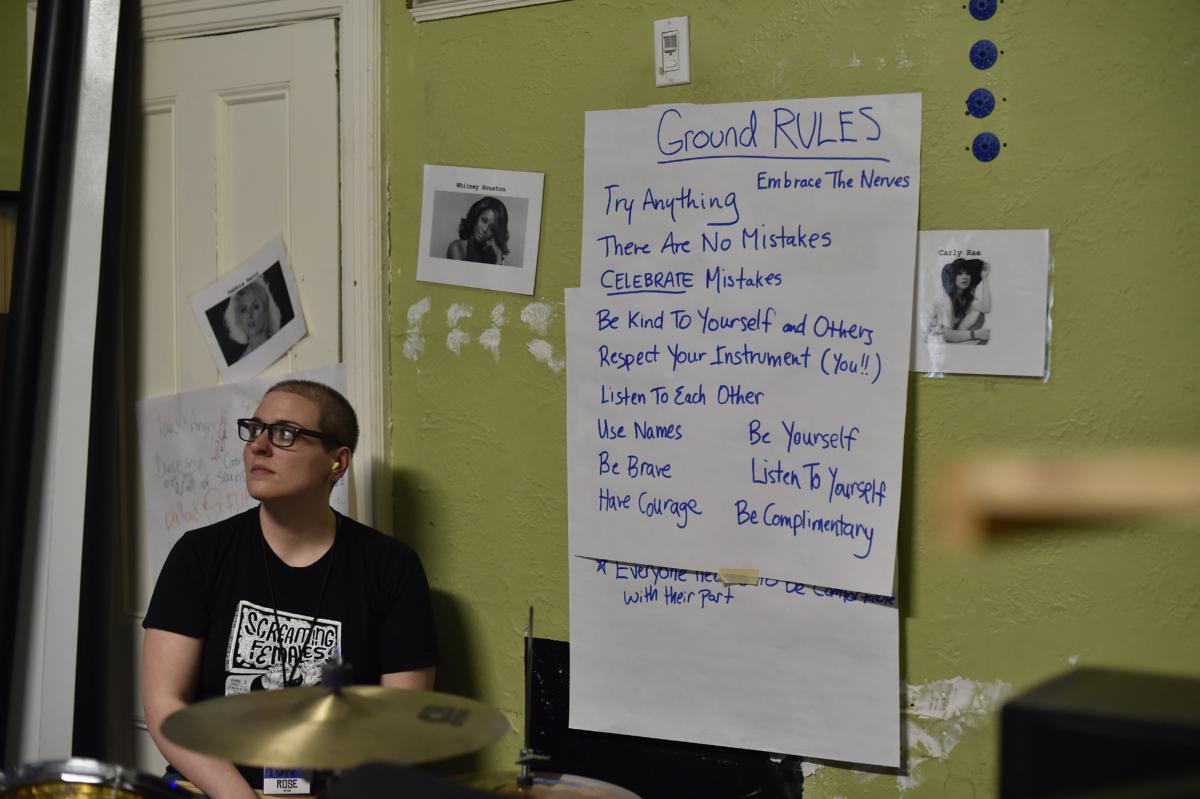 Ground RULES
Embrace The Nerves
Try Anything
There Are No Mistakes
CELEBRATE Mistakes
Be Kind To Yourself and Others
Respect Your Instrument (You!!)
Listen To Each Other
Use Names
Be Yourself
Be Brave
Listen To Yourself
Have Courage
Be Complimentary
* Everyone to be comfortable
with their part
Whitney Houston
Carly Rae
Debbie Harry
SCREAMING
FEMALES
ROSE